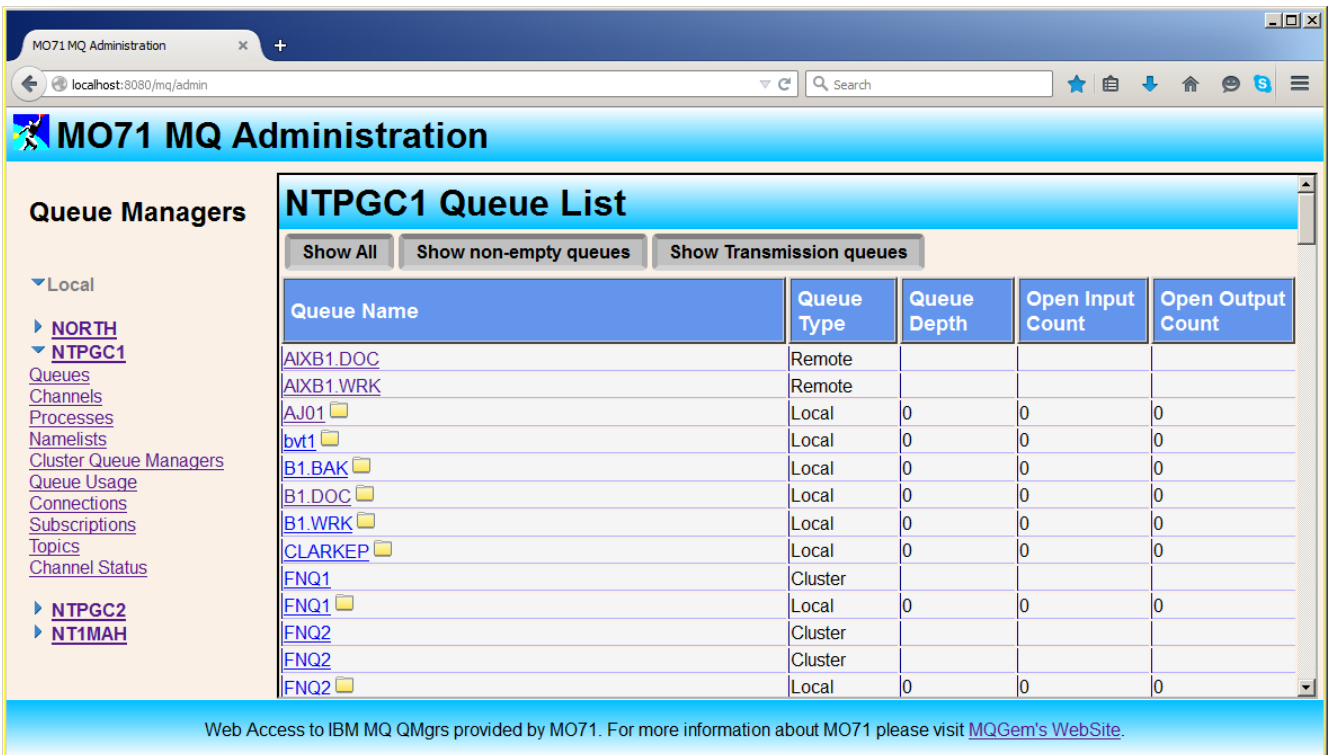 MO71 MQ Administration
localhost:8080/mq/admin
Search
MO71 MQ Administration
Queue Managers
Local
NORTH
NTPGC1
Queues
Channels
Processes
Namelists
Cluster Queue Managers
Queue Usage
Connections
Subscriptions
Topics
Channel Status
NTPGC2
NT1MAH
NTPGC1 Queue List
Show All Show non-empty queues Show Transmission queues
Queue Name Queue Type Queue Depth Open Input Count Open Output Count
AIXB1.DOC Remote
AIXB1.WRK Remote
AJ01 Local 0 0 0
bvt1 Local 0 0 0
B1.BAK Local 0 0 0
B1.DOC Local 0 0 0
B1.WRK Local 0 0 0
CLARKEP Local 0 0 0
FNQ1 Cluster
FNQ1 Local 0 0 0
FNQ2 Cluster
FNQ2 Cluster
FNQ2 Local 0 0 0
Web Access to IBM MQ QMgrs provided by MO71. For more information about MO71 please visit MQGem's WebSite.